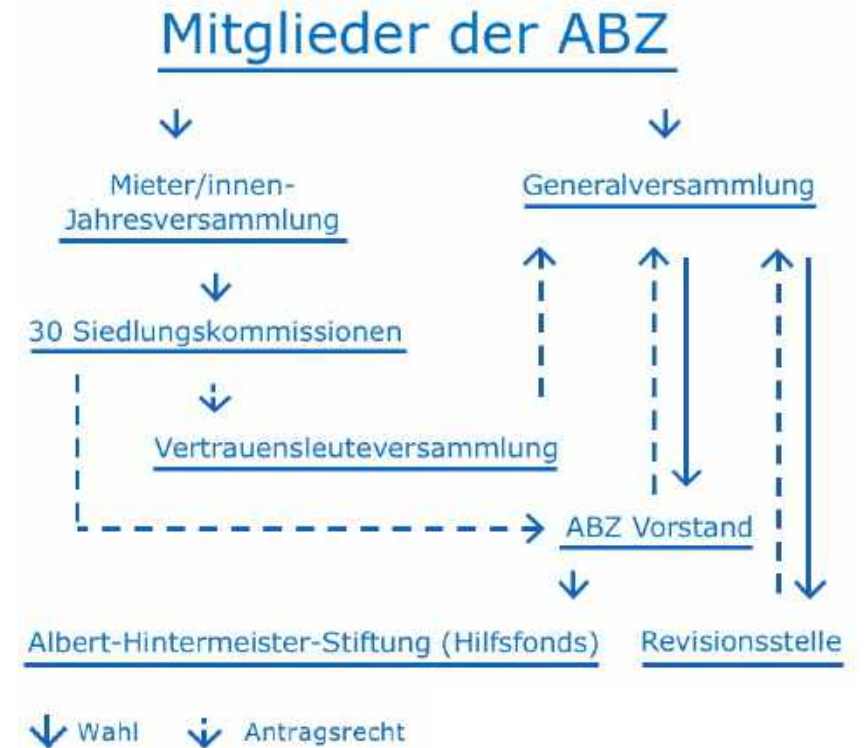 Mitglieder der ABZ
Mieter/innen-
Jahresversammlung
Generalversammlung
30 Siedlungskommissionen
Vertrauensleuteversammlung
ABZ Vorstand
Albert-Hintermeister-Stiftung (Hilfsfonds)
Revisionsstelle
Wahl
Antragsrecht